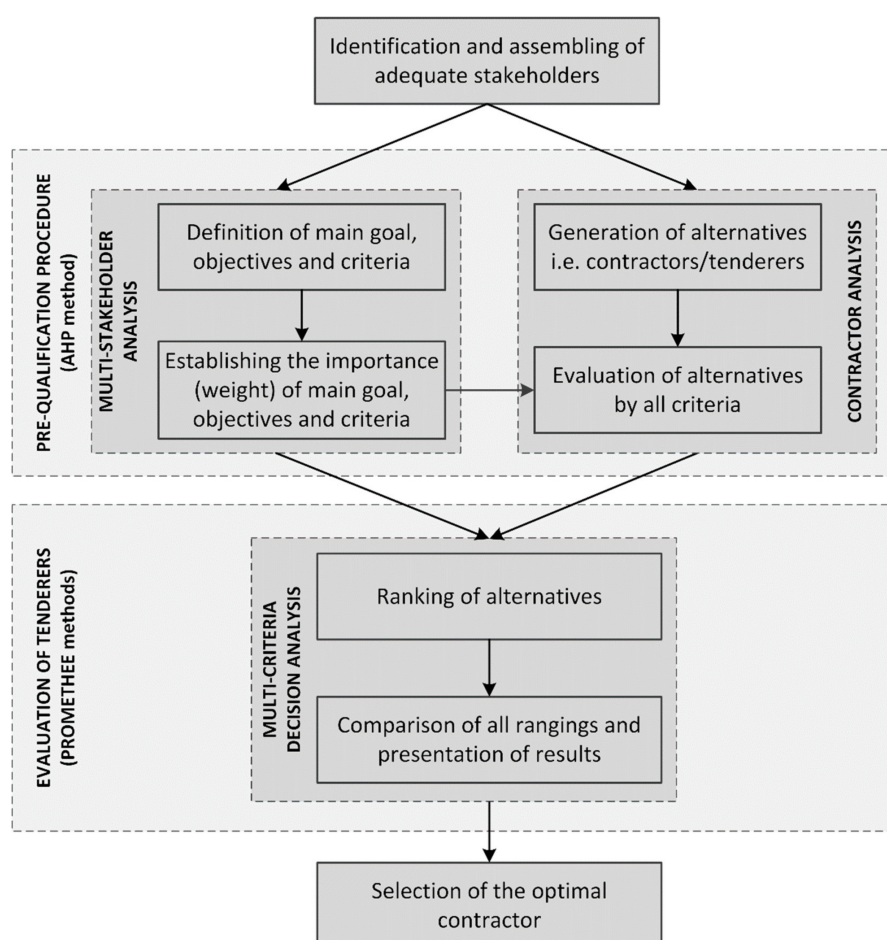 Identification and assembling of
adequate stakeholders
PRE-QUALIFICATION PROCEDURE
(AHP method)
MULTI-STAKEHOLDER
ANALYSIS
Definition of main goal,
objectives and criteria
Establishing the importance
(weight) of main goal,
objectives and criteria
Generation of alternatives
i.e. contractors/tenderers
Evaluation of alternatives
by all criteria
CONTRACTOR ANALYSIS
EVALUATION OF TENDERERS
(PROMETHEE methods)
MULTI-CRITERIA
DECISION ANALYSIS
Ranking of alternatives
Comparison of all rangings and
presentation of results
Selection of the optimal
contractor